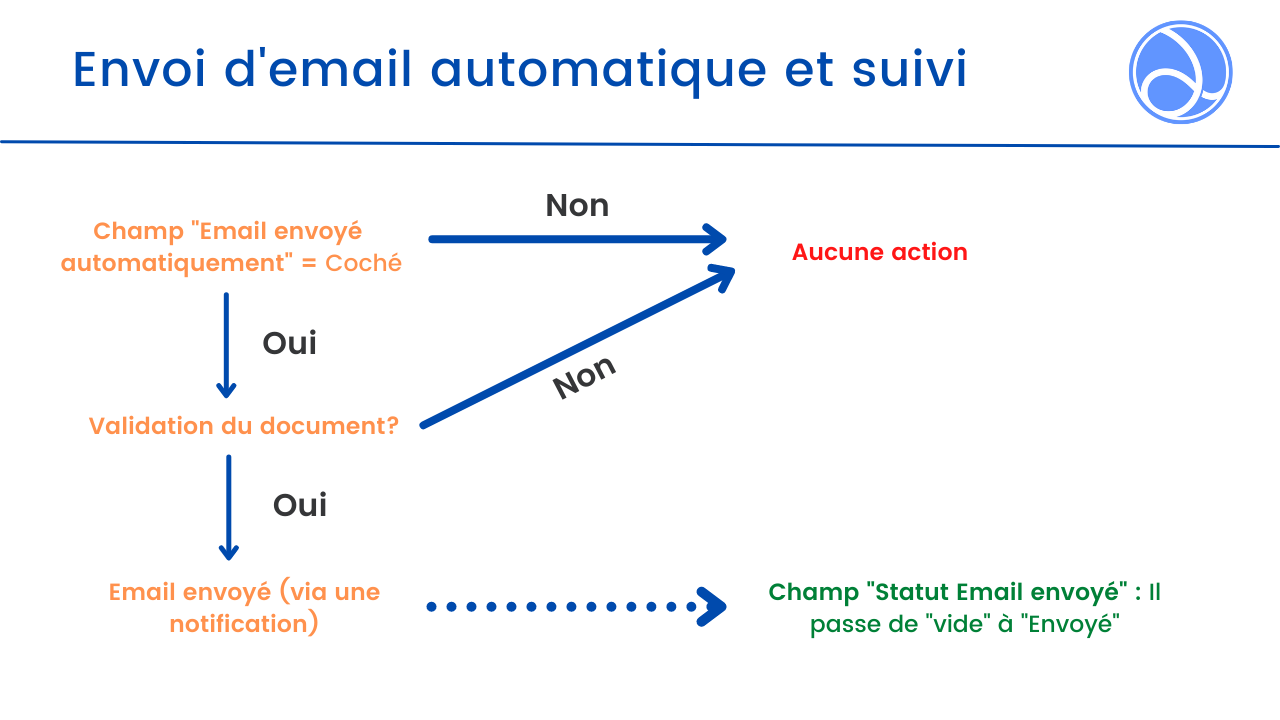 Envoi d'email automatique et suivi
Non
Champ "Email envoyé
automatiquement" = Coché
Aucune action
Oui
Non
Validation du document?
Oui
Email envoyé (via une
notification)
Champ "Statut Email envoyé" : Il
passe de "vide" à "Envoyé"